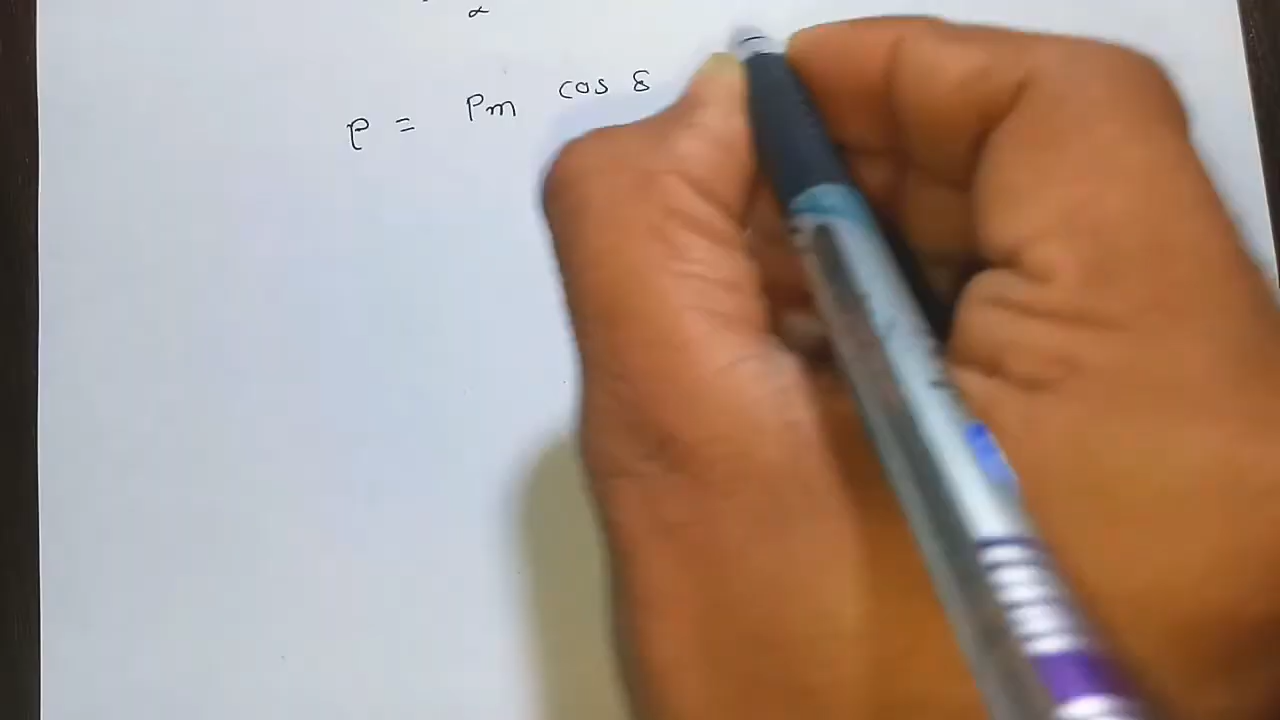 α
P = Pm cos δ –